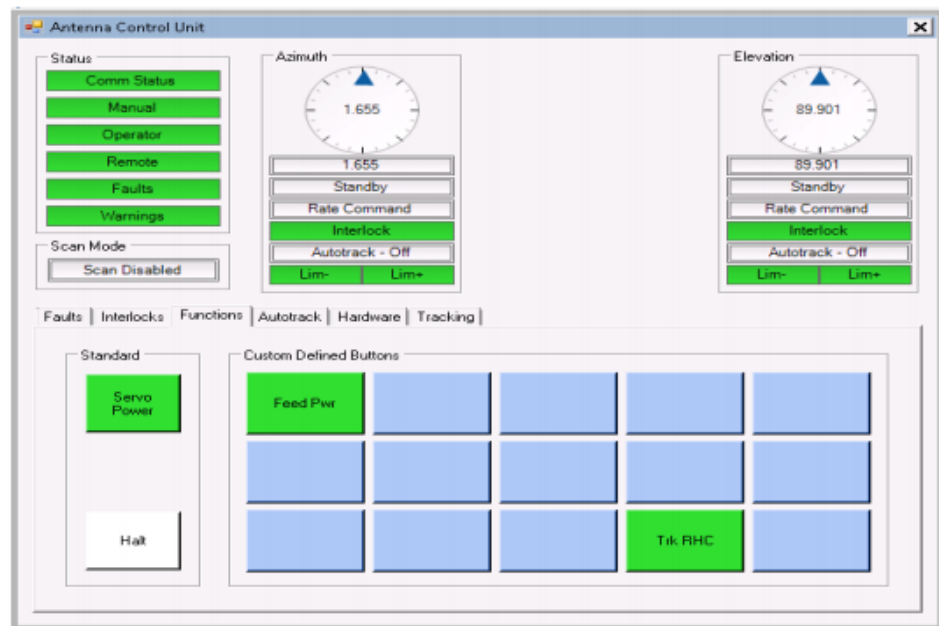 Antenna Control Unit
Status
Comm Status
Manual
Operator
Remote
Faults
Warnings
Scan Mode
Scan Disabled
Azimuth
1.655
1.655
Standby
Rate Command
Interlock
Autotrack - Off
Lim- Lim+
Elevation
89.901
89.901
Standby
Rate Command
Interlock
Autotrack - Off
Lim- Lim+
Faults Interlocks Functions Autotrack Hardware Tracking
Standard
Servo
Power
Halt
Custom Defined Buttons
Feed Pwr
Trk RHC